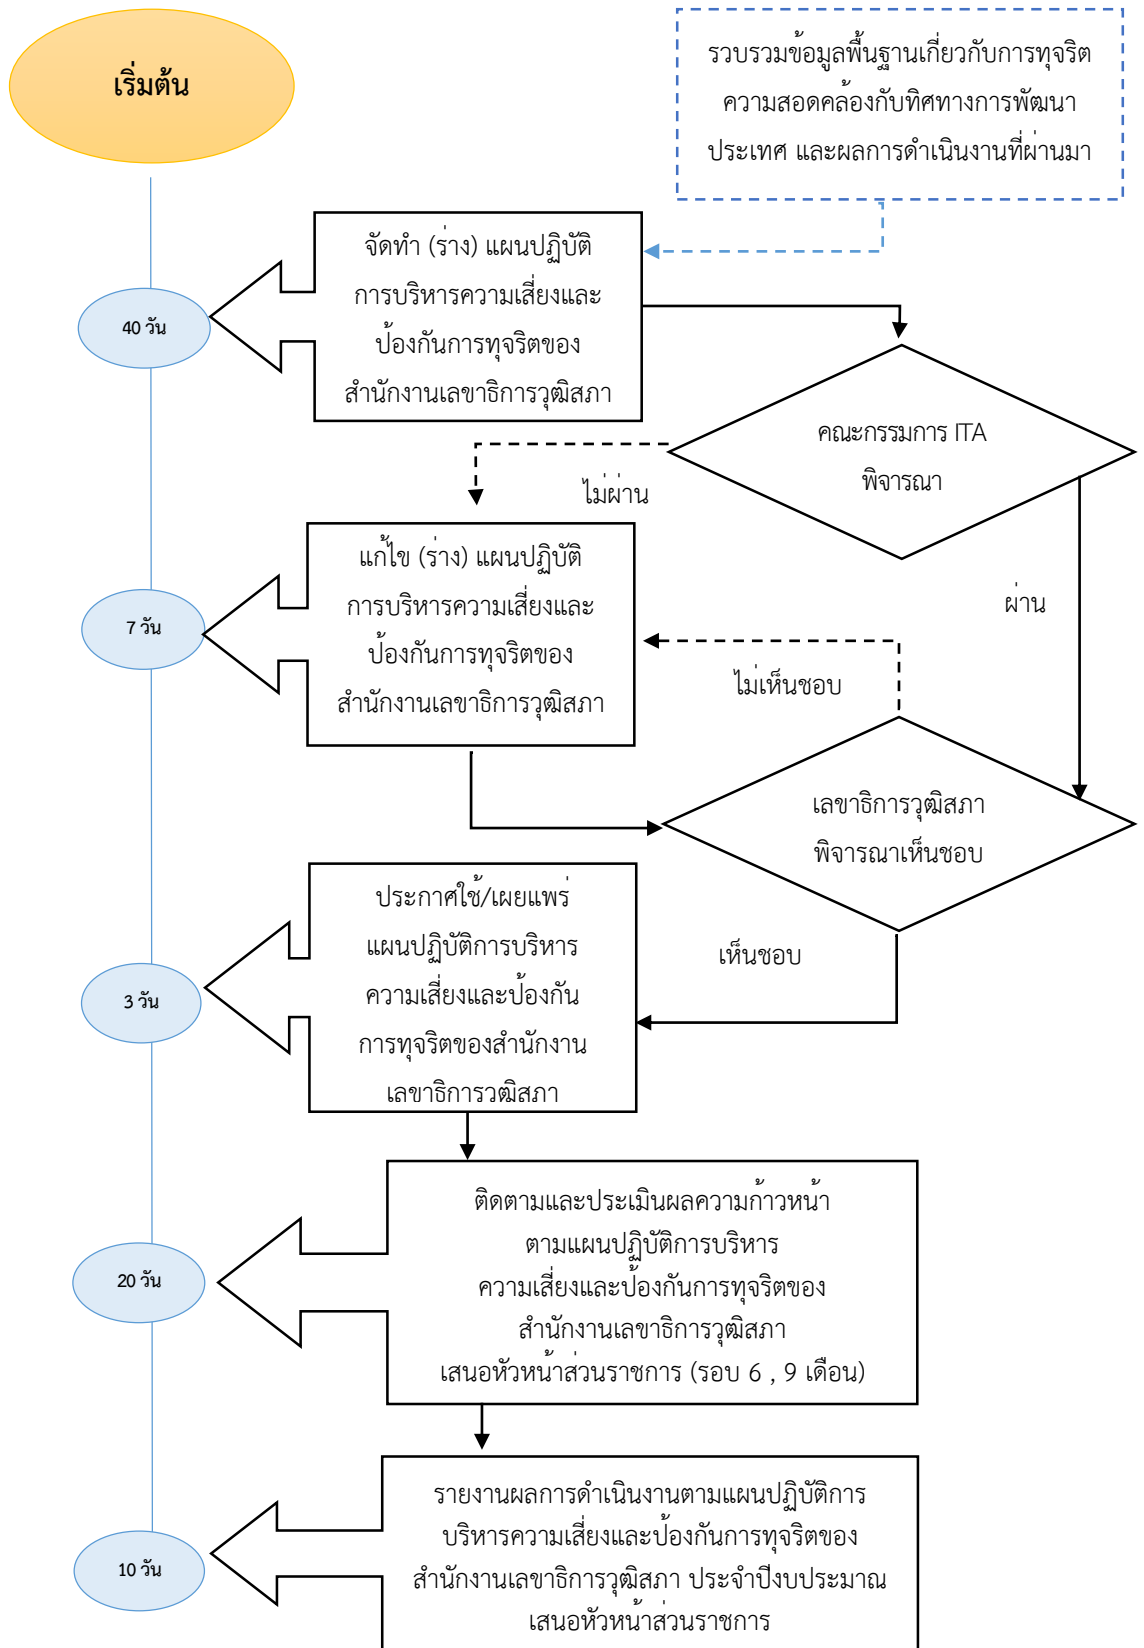 เริ่มต้น
รวบรวมข้อมูลพื้นฐานเกี่ยวกับการทุจริต
ความสอดคล้องกับทิศทางการพัฒนา
ประเทศ และผลการดำเนินงานที่ผ่านมา
จัดทำ (ร่าง) แผนปฏิบัติ
การบริหารความเสี่ยงและ
ป้องกันการทุจริตของ
สำนักงานเลขาธิการวุฒิสภา
40 วัน
คณะกรรมการ ITA
พิจารณา
ไม่ผ่าน
ผ่าน
แก้ไข (ร่าง) แผนปฏิบัติ
การบริหารความเสี่ยงและ
ป้องกันการทุจริตของ
สำนักงานเลขาธิการวุฒิสภา
7 วัน
ไม่เห็นชอบ
เลขาธิการวุฒิสภา
พิจารณาเห็นชอบ
เห็นชอบ
ประกาศใช้/เผยแพร่
แผนปฏิบัติการบริหาร
ความเสี่ยงและป้องกัน
การทุจริตของสำนักงาน
เลขาธิการวุฒิสภา
3 วัน
ติดตามและประเมินผลความก้าวหน้า
ตามแผนปฏิบัติการบริหาร
ความเสี่ยงและป้องกันการทุจริตของ
สำนักงานเลขาธิการวุฒิสภา
เสนอหัวหน้าส่วนราชการ (รอบ 6 , 9 เดือน)
20 วัน
รายงานผลการดำเนินงานตามแผนปฏิบัติการ
บริหารความเสี่ยงและป้องกันการทุจริตของ
สำนักงานเลขาธิการวุฒิสภา ประจำปีงบประมาณ
เสนอหัวหน้าส่วนราชการ
10 วัน